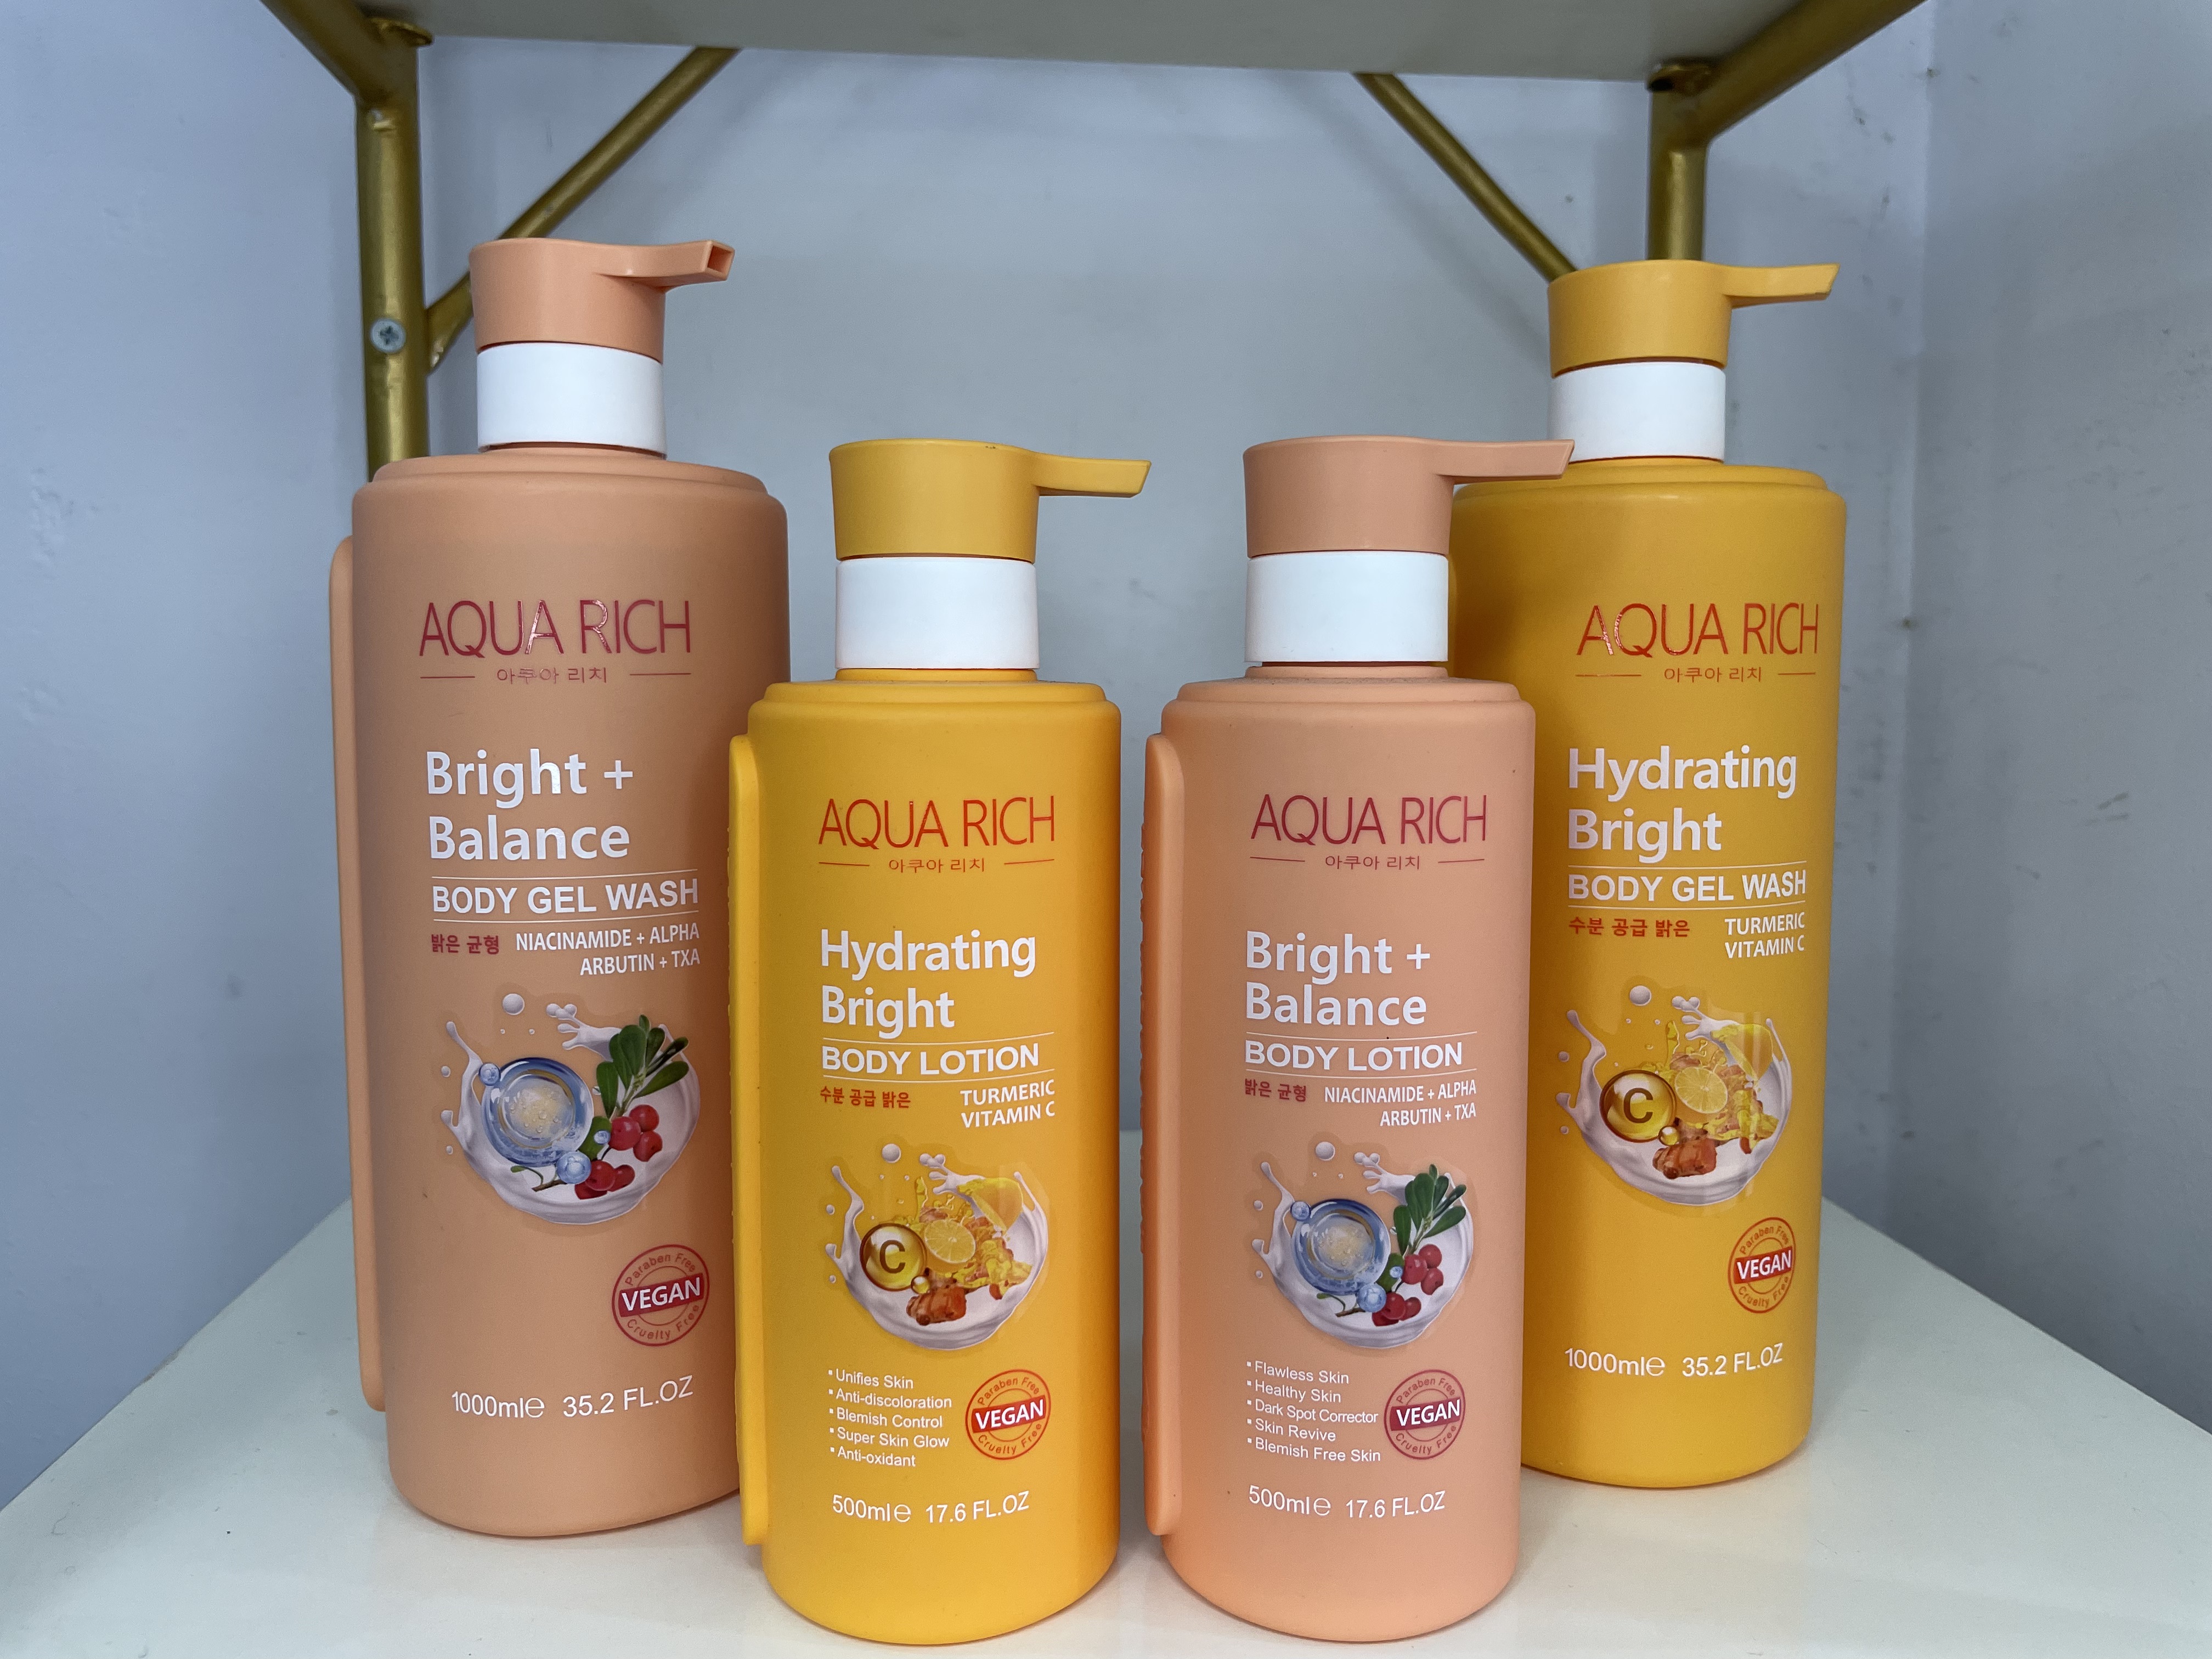 AQUA RICH
아쿠아 리치
Bright +
Balance
BODY GEL WASH
밝은 균형 NIACINAMIDE + ALPHA
ARBUTIN + TXA
Paraben Free
VEGAN
Cruelty Free
1000ml℮ 35.2 FL.OZ
AQUA RICH
아쿠아 리치
Hydrating
Bright
BODY LOTION
수분 공급 밝은 TURMERIC
VITAMIN C
C
▪Unifies Skin
▪Anti-discoloration
▪Blemish Control
▪Super Skin Glow
▪Anti-oxidant
Paraben Free
VEGAN
Cruelty Free
500ml℮ 17.6 FL.OZ
AQUA RICH
아쿠아 리치
Bright +
Balance
BODY LOTION
밝은 균형 NIACINAMIDE + ALPHA
ARBUTIN + TXA
▪Flawless Skin
▪Healthy Skin
▪Dark Spot Corrector
▪Skin Revive
▪Blemish Free Skin
Paraben Free
VEGAN
Cruelty Free
500ml℮ 17.6 FL.OZ
AQUA RICH
아쿠아 리치
Hydrating
Bright
BODY GEL WASH
수분 공급 밝은 TURMERIC
VITAMIN C
C
Paraben Free
VEGAN
Cruelty Free
1000ml℮ 35.2 FL.OZ